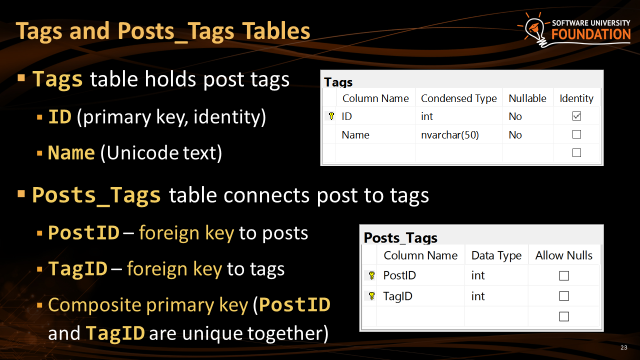 Tags and Posts_Tags Tables
SOFTWARE UNIVERSITY
FOUNDATION
Tags table holds post tags
ID (primary key, identity)
Name (Unicode text)
Tags
Column Name Condensed Type Nullable Identity
ID int No
Name nvarchar(50) No
Posts_Tags table connects post to tags
PostID – foreign key to posts
TagID – foreign key to tags
Composite primary key (PostID
and TagID are unique together)
Posts_Tags
Column Name Data Type Allow Nulls
PostID int
TagID int
23